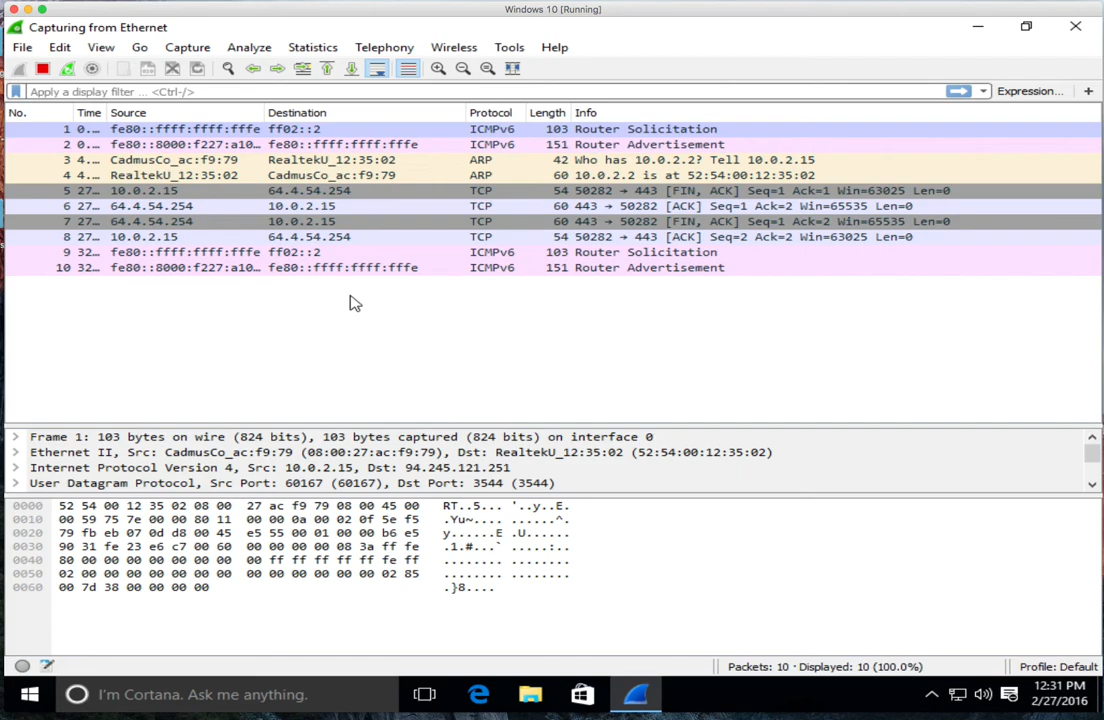 Windows 10 [Running]
Capturing from Ethernet
File Edit View Go Capture Analyze Statistics Telephony Wireless Tools Help
Apply a display filter ... <Ctrl-/> Expression... +
No. Time Source Destination Protocol Length Info
1 0.… fe80::ffff:ffff:fffe ff02::2 ICMPv6 103 Router Solicitation
2 0.… fe80::8000:f227:a10… fe80::ffff:ffff:fffe ICMPv6 151 Router Advertisement
3 4.… CadmusCo_ac:f9:79 RealtekU_12:35:02 ARP 42 Who has 10.0.2.2? Tell 10.0.2.15
4 4.… RealtekU_12:35:02 CadmusCo_ac:f9:79 ARP 60 10.0.2.2 is at 52:54:00:12:35:02
5 27… 10.0.2.15 64.4.54.254 TCP 54 50282 → 443 [FIN, ACK] Seq=1 Ack=1 Win=63025 Len=0
6 27… 64.4.54.254 10.0.2.15 TCP 60 443 → 50282 [ACK] Seq=1 Ack=2 Win=65535 Len=0
7 27… 64.4.54.254 10.0.2.15 TCP 60 443 → 50282 [FIN, ACK] Seq=1 Ack=2 Win=65535 Len=0
8 27… 10.0.2.15 64.4.54.254 TCP 54 50282 → 443 [ACK] Seq=2 Ack=2 Win=63025 Len=0
9 32… fe80::ffff:ffff:fffe ff02::2 ICMPv6 103 Router Solicitation
10 32… fe80::8000:f227:a10… fe80::ffff:ffff:fffe ICMPv6 151 Router Advertisement
Frame 1: 103 bytes on wire (824 bits), 103 bytes captured (824 bits) on interface 0
Ethernet II, Src: CadmusCo_ac:f9:79 (08:00:27:ac:f9:79), Dst: RealtekU_12:35:02 (52:54:00:12:35:02)
Internet Protocol Version 4, Src: 10.0.2.15, Dst: 94.245.121.251
User Datagram Protocol, Src Port: 60167 (60167), Dst Port: 3544 (3544)
0000 52 54 00 12 35 02 08 00 27 ac f9 79 08 00 45 00 RT..5... '..y..E.
0010 00 59 75 7e 00 00 80 11 00 00 0a 00 02 0f 5e f5 .Yu~.... ......^.
0020 79 fb eb 07 0d d8 00 45 e5 55 00 01 00 00 b6 e5 y......E .U......
0030 90 31 fe 23 e6 c7 00 60 00 00 00 00 08 3a ff fe .1.#...` .....:..
0040 80 00 00 00 00 00 00 00 00 ff ff ff ff ff fe ff ........ ........
0050 02 00 00 00 00 00 00 00 00 00 00 00 00 00 02 85 ........ ........
0060 00 7d 38 00 00 00 00 .}8....
Packets: 10 · Displayed: 10 (100.0%) Profile: Default
I'm Cortana. Ask me anything.
12:31 PM
2/27/2016